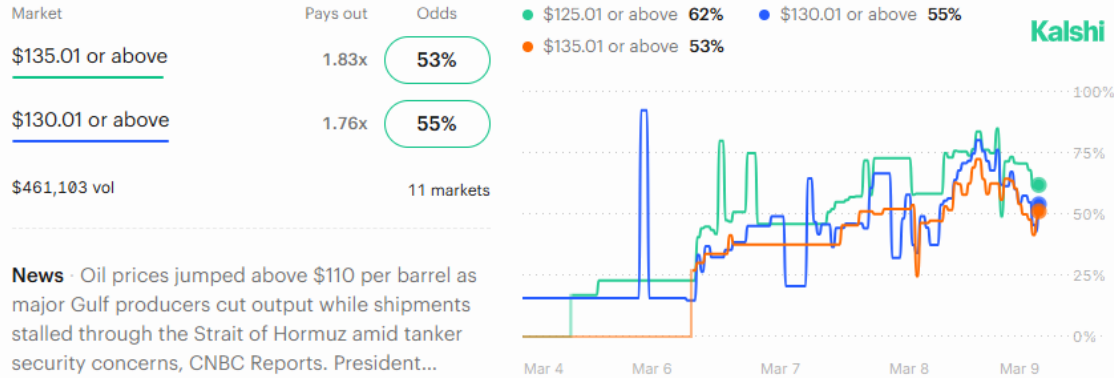 Market Pays out Odds
$135.01 or above 1.83x 53%
$130.01 or above 1.76x 55%
$461,103 vol 11 markets
News · Oil prices jumped above $110 per barrel as
major Gulf producers cut output while shipments
stalled through the Strait of Hormuz amid tanker
security concerns, CNBC Reports. President...
$125.01 or above 62% $130.01 or above 55%
$135.01 or above 53%
Kalshi
100%
75%
50%
25%
0%
Mar 4 Mar 6 Mar 7 Mar 8 Mar 9